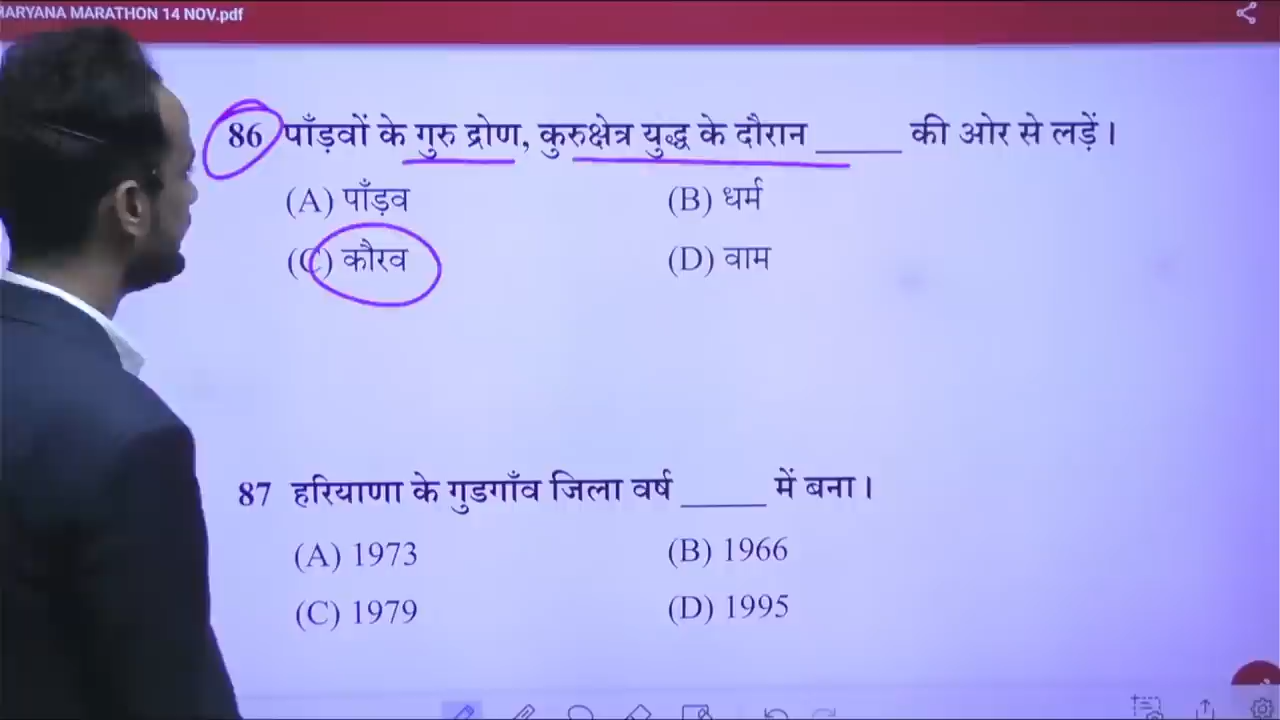 HARYANA MARATHON 14 NOV.pdf
86 पाँड़वों के गुरु द्रोण, कुरुक्षेत्र युद्ध के दौरान _____ की ओर से लड़ें।
(A) पाँड़व
(B) धर्म
(C) कौरव
(D) वाम
87 हरियाणा के गुडगाँव जिला वर्ष _____ में बना।
(A) 1973
(B) 1966
(C) 1979
(D) 1995